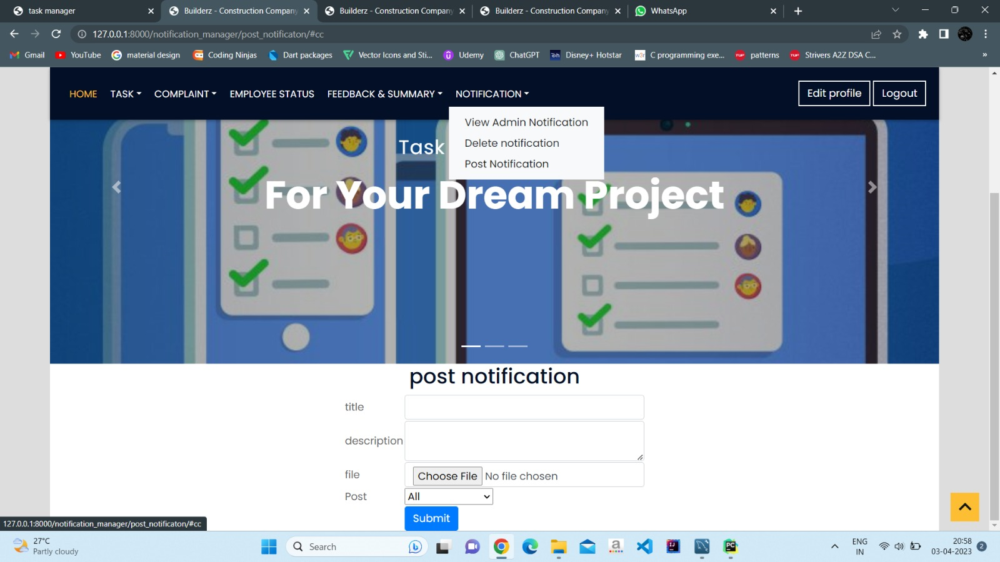 task manager
Builderz - Construction Company
Builderz - Construction Company
Builderz - Construction Company
WhatsApp
127.0.0.1:8000/notification_manager/post_notificaton/#cc
Gmail
YouTube
material design
Coding Ninjas
Dart packages
Vector Icons and Sti...
Udemy
ChatGPT
Disney+ Hotstar
C programming exe...
patterns
Strivers A2Z DSA C...
»
HOME
TASK
COMPLAINT
EMPLOYEE STATUS
FEEDBACK & SUMMARY
NOTIFICATION
Edit profile
Logout
View Admin Notification
Delete notification
Post Notification
Task
For Your Dream Project
post notification
title
description
file
Choose File No file chosen
Post
All
Submit
127.0.0.1:8000/notification_manager/post_notificaton/#cc
27°C
Partly cloudy
Search
ENG
IN
20:58
03-04-2023
2